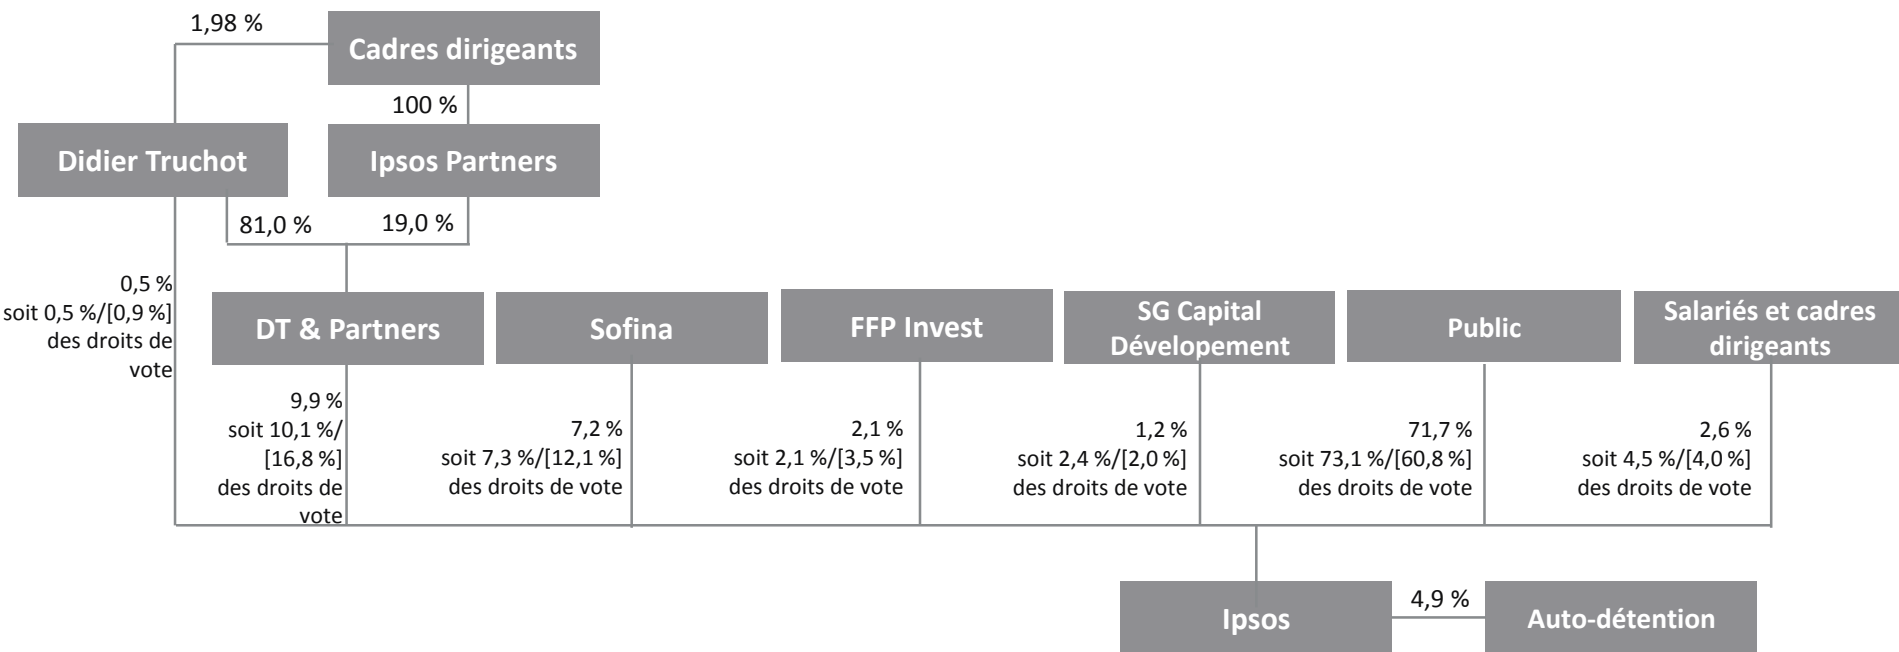 1,98 %
Cadres dirigeants
100 %
Didier Truchot
Ipsos Partners
81,0 %
19,0 %
0,5 %
soit 0,5 %/[0,9 %]
des droits de
vote
DT & Partners
Sofina
FFP Invest
SG Capital
Dévelopement
Public
Salariés et cadres
dirigeants
9,9 %
soit 10,1 %/
[16,8 %]
des droits de
vote
7,2 %
soit 7,3 %/[12,1 %]
des droits de vote
2,1 %
soit 2,1 %/[3,5 %]
des droits de vote
1,2 %
soit 2,4 %/[2,0 %]
des droits de vote
71,7 %
soit 73,1 %/[60,8 %]
des droits de vote
2,6 %
soit 4,5 %/[4,0 %]
des droits de vote
Ipsos
4,9 %
Auto-détention